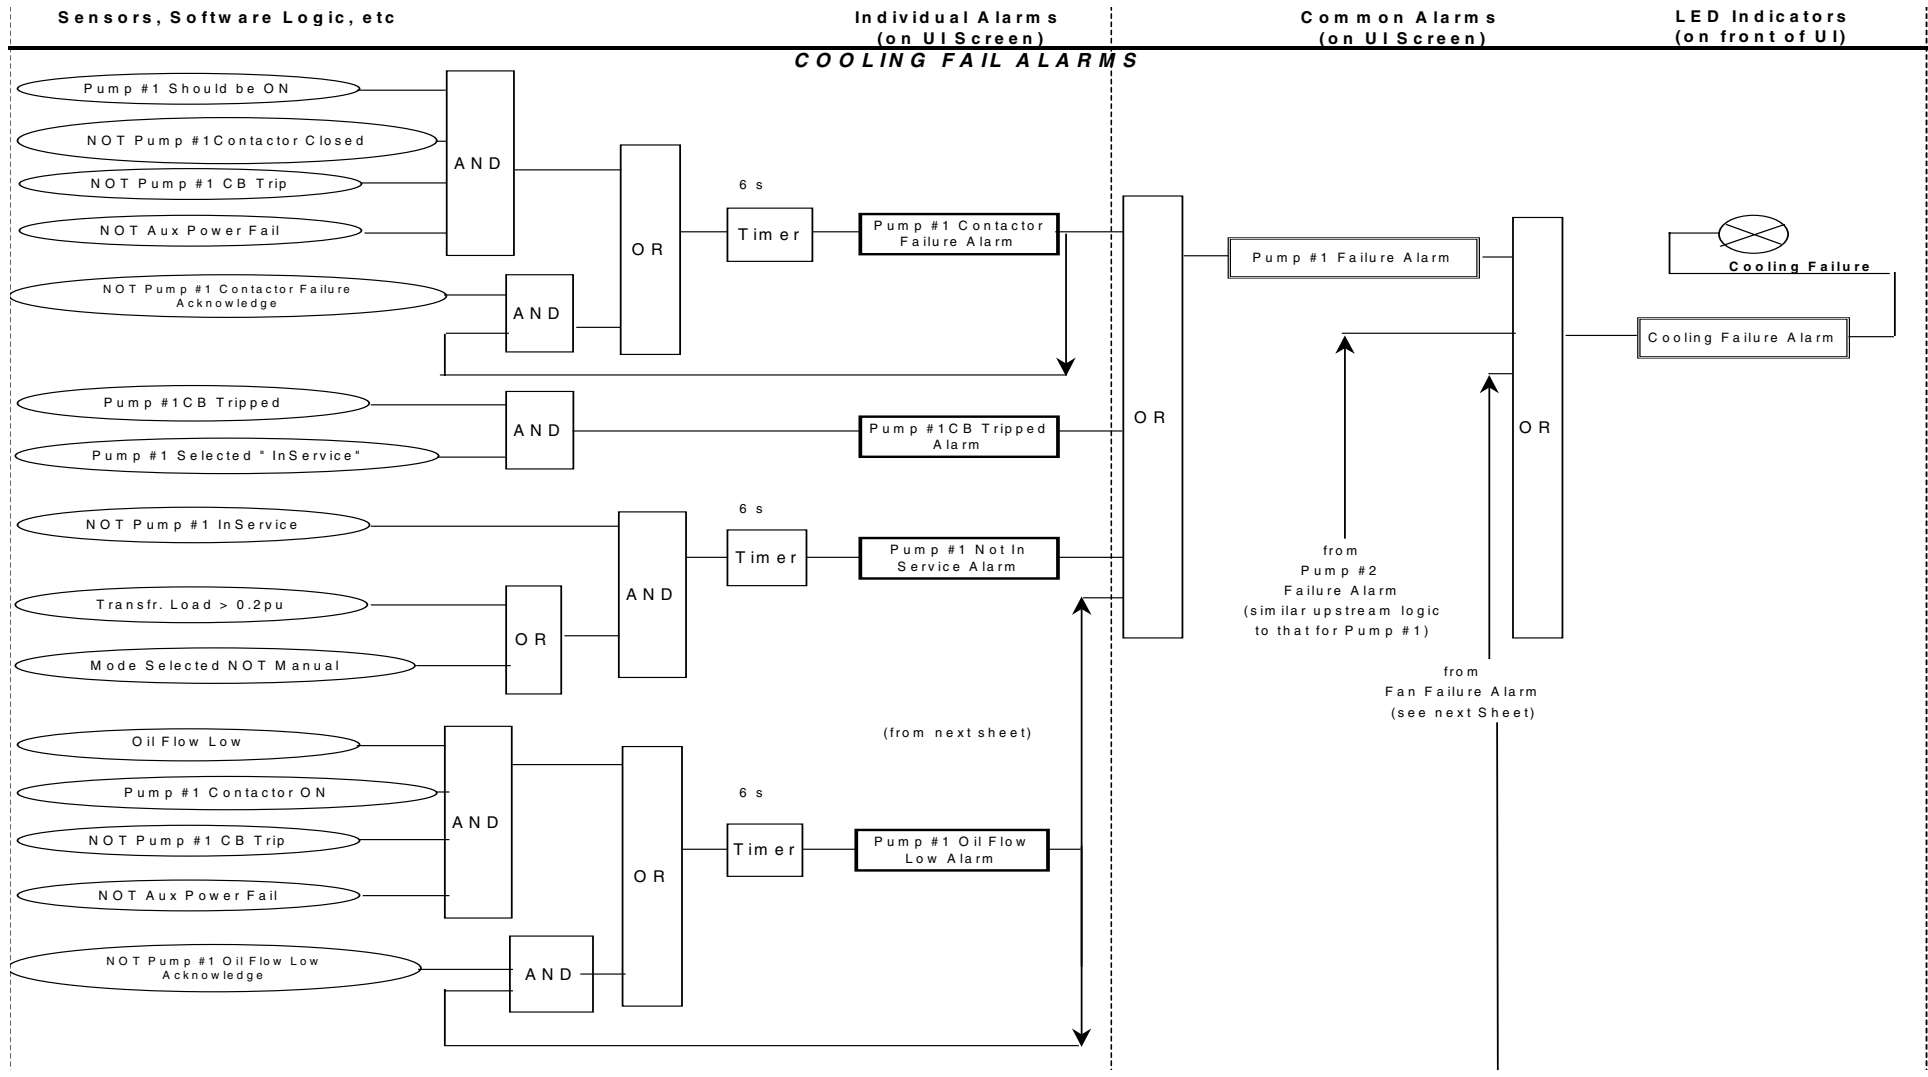 Sensors, Software Logic, etc
Individual Alarms
(on UI Screen)
Common Alarms
(on UI Screen)
LED Indicators
(on front of UI)
COOLING FAIL ALARMS
Pump #1 Should be ON
NOT Pump #1Contactor Closed
NOT Pump #1 CB Trip
NOT Aux Power Fail
AND
NOT Pump #1 Contactor Failure
Acknowledge
AND
OR
6 s
Timer
Pump #1 Contactor
Failure Alarm
Pump #1CB Tripped
Pump #1 Selected "InService"
AND
Pump #1CB Tripped
Alarm
NOT Pump #1 InService
Transfr. Load > 0.2pu
Mode Selected NOT Manual
OR
AND
6 s
Timer
Pump #1 Not In
Service Alarm
Oil Flow Low
Pump #1 Contactor ON
NOT Pump #1 CB Trip
NOT Aux Power Fail
AND
NOT Pump #1 Oil Flow Low
Acknowledge
AND
OR
6 s
Timer
Pump #1 Oil Flow
Low Alarm
(from next sheet)
OR
Pump #1 Failure Alarm
from
Pump #2
Failure Alarm
(similar upstream logic
to that for Pump #1)
from
Fan Failure Alarm
(see next Sheet)
OR
Cooling Failure
Cooling Failure Alarm